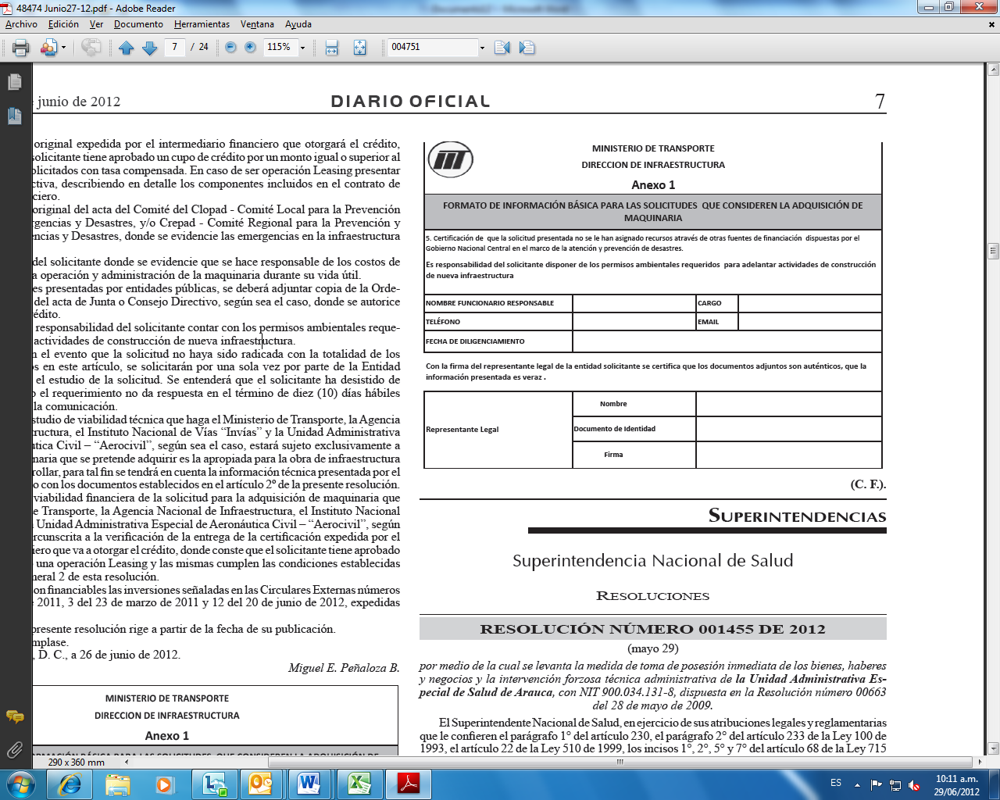 48474 Junio27-12.pdf - Adobe Reader
Archivo Edición Ver Documento Herramientas Ventana Ayuda
7 / 24 115% 004751
junio de 2012
DIARIO OFICIAL
7
original expedida por el intermediario financiero que otorgará el crédito,
solicitante tiene aprobado un cupo de crédito por un monto igual o superior al
olicitados con tasa compensada. En caso de ser operación Leasing presentar
ctiva, describiendo en detalle los componentes incluidos en el contrato de
ciero.
original del acta del Comité del Clopad - Comité Local para la Prevención
ergencias y Desastres, y/o Crepad - Comité Regional para la Prevención y
encias y Desastres, donde se evidencie las emergencias en la infraestructura
del solicitante donde se evidencie que se hace responsable de los costos de
a operación y administración de la maquinaria durante su vida útil.
es presentadas por entidades públicas, se deberá adjuntar copia de la Orde-
del acta de Junta o Consejo Directivo, según sea el caso, donde se autorice
rédito.
responsabilidad del solicitante contar con los permisos ambientales reque-
actividades de construcción de nueva infraestructura.
n el evento que la solicitud no haya sido radicada con la totalidad de los
os en este artículo, se solicitarán por una sola vez por parte de la Entidad
el estudio de la solicitud. Se entenderá que el solicitante ha desistido de
o el requerimiento no da respuesta en el término de diez (10) días hábiles
la comunicación.
studio de viabilidad técnica que haga el Ministerio de Transporte, la Agencia
tructura, el Instituto Nacional de Vías “Invías” y la Unidad Administrativa
utica Civil – “Aerocivil”, según sea el caso, estará sujeto exclusivamente a
naria que se pretende adquirir es la apropiada para la obra de infraestructura
rollar, para tal fin se tendrá en cuenta la información técnica presentada por el
o con los documentos establecidos en el artículo 2º de la presente resolución.
viabilidad financiera de la solicitud para la adquisición de maquinaria que
e Transporte, la Agencia Nacional de Infraestructura, el Instituto Nacional
Unidad Administrativa Especial de Aeronáutica Civil – “Aerocivil”, según
ircunscrita a la verificación de la entrega de la certificación expedida por el
iero que va a otorgar el crédito, donde conste que el solicitante tiene aprobado
una operación Leasing y las mismas cumplen las condiciones establecidas
meral 2 de esta resolución.
on financiables las inversiones señaladas en las Circulares Externas números
2011, 3 del 23 de marzo de 2011 y 12 del 20 de junio de 2012, expedidas
presente resolución rige a partir de la fecha de su publicación.
mplase.
, D. C., a 26 de junio de 2012.
Miguel E. Peñaloza B.
MINISTERIO DE TRANSPORTE
DIRECCION DE INFRAESTRUCTURA
Anexo 1
MINISTERIO DE TRANSPORTE
DIRECCION DE INFRAESTRUCTURA
Anexo 1
FORMATO DE INFORMACIÓN BÁSICA PARA LAS SOLICITUDES QUE CONSIDEREN LA ADQUISICIÓN DE
MAQUINARIA
5. Certificación de que la solicitud presentada no se le han asignado recursos através de otras fuentes de financiación dispuestas por el
Gobierno Nacional Central en el marco de la atención y prevención de desastres.
Es responsabilidad del solicitante disponer de los permisos ambientales requeridos para adelantar actividades de construcción
de nueva infraestructura
NOMBRE FUNCIONARIO RESPONSABLE CARGO
TELÉFONO EMAIL
FECHA DE DILIGENCIAMIENTO
Con la firma del representante legal de la entidad solicitante se certifica que los documentos adjuntos son auténticos, que la
información presentada es veraz .
Nombre
Representante Legal Documento de Identidad
Firma
(C. F.).
SUPERINTENDENCIAS
Superintendencia Nacional de Salud
RESOLUCIONES
RESOLUCIÓN NÚMERO 001455 DE 2012
(mayo 29)
por medio de la cual se levanta la medida de toma de posesión inmediata de los bienes, haberes
y negocios y la intervención forzosa técnica administrativa de la Unidad Administrativa Es-
pecial de Salud de Arauca, con NIT 900.034.131-8, dispuesta en la Resolución número 00663
del 28 de mayo de 2009.
El Superintendente Nacional de Salud, en ejercicio de sus atribuciones legales y reglamentarias
que le confieren el parágrafo 1° del artículo 230, el parágrafo 2° del artículo 233 de la Ley 100 de
1993, el artículo 22 de la Ley 510 de 1999, los incisos 1°, 2°, 5° y 7° del artículo 68 de la Ley 715
290 x 360 mm
ES
10:11 a.m.
29/06/2012